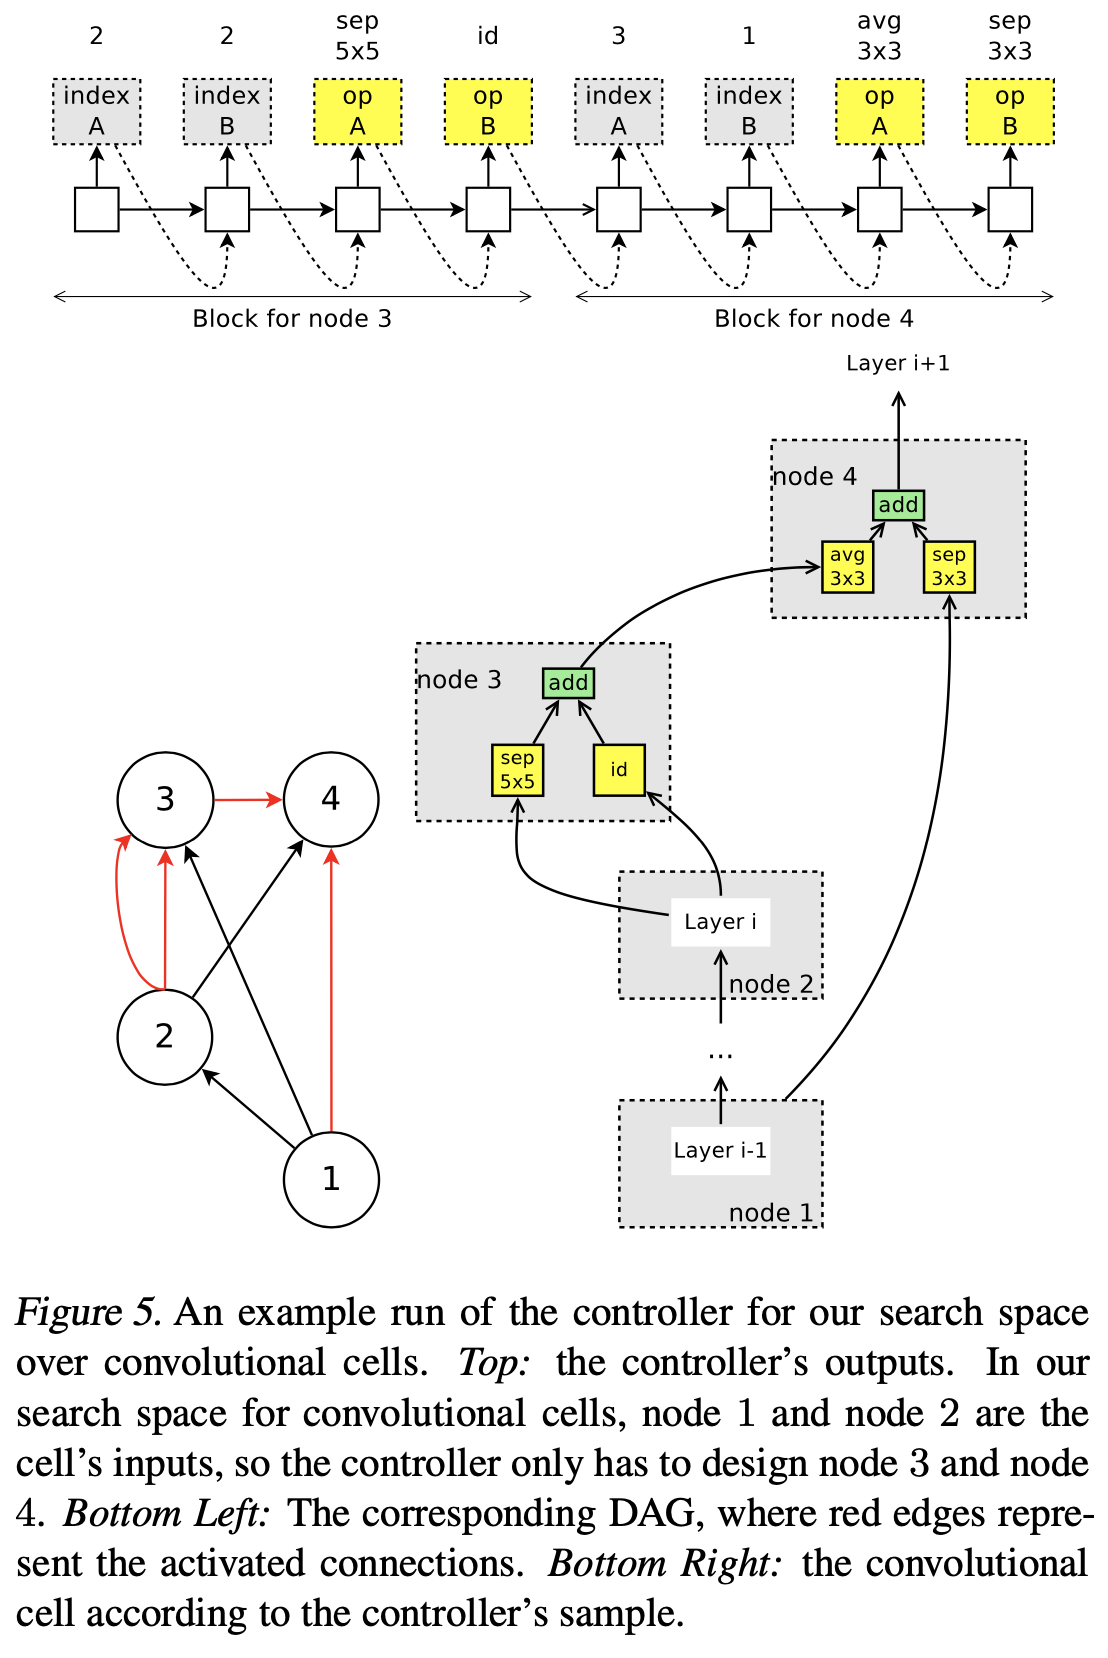 2 2 sep 5x5 id 3 1 avg 3x3 sep 3x3
index A index B op A op B index A index B op A op B
Block for node 3 Block for node 4
Layer i+1
node 4
add
avg 3x3
sep 3x3
node 3
add
sep 5x5
id
3 4
Layer i
node 2
2
...
Layer i-1
node 1
1
Figure 5. An example run of the controller for our search space
over convolutional cells. Top: the controller’s outputs. In our
search space for convolutional cells, node 1 and node 2 are the
cell’s inputs, so the controller only has to design node 3 and node
4. Bottom Left: The corresponding DAG, where red edges repre-
sent the activated connections. Bottom Right: the convolutional
cell according to the controller’s sample.